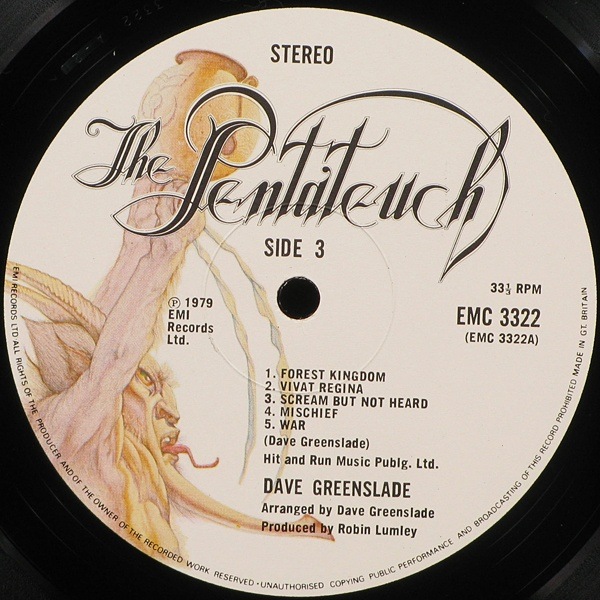 STEREO
The Pentateuch
SIDE 3
33⅓ RPM
℗ 1979
EMI
Records
Ltd.
EMC 3322
(EMC 3322A)
1. FOREST KINGDOM
2. VIVAT REGINA
3. SCREAM BUT NOT HEARD
4. MISCHIEF
5. WAR
(Dave Greenslade)
Hit and Run Music Publg. Ltd.
DAVE GREENSLADE
Arranged by Dave Greenslade
Produced by Robin Lumley
EMI RECORDS LTD ALL RIGHTS OF THE PRODUCER AND OF THE OWNER OF THE RECORDED WORK RESERVED · UNAUTHORISED COPYING PUBLIC PERFORMANCE AND BROADCASTING OF THIS RECORD PROHIBITED MADE IN GT. BRITAIN